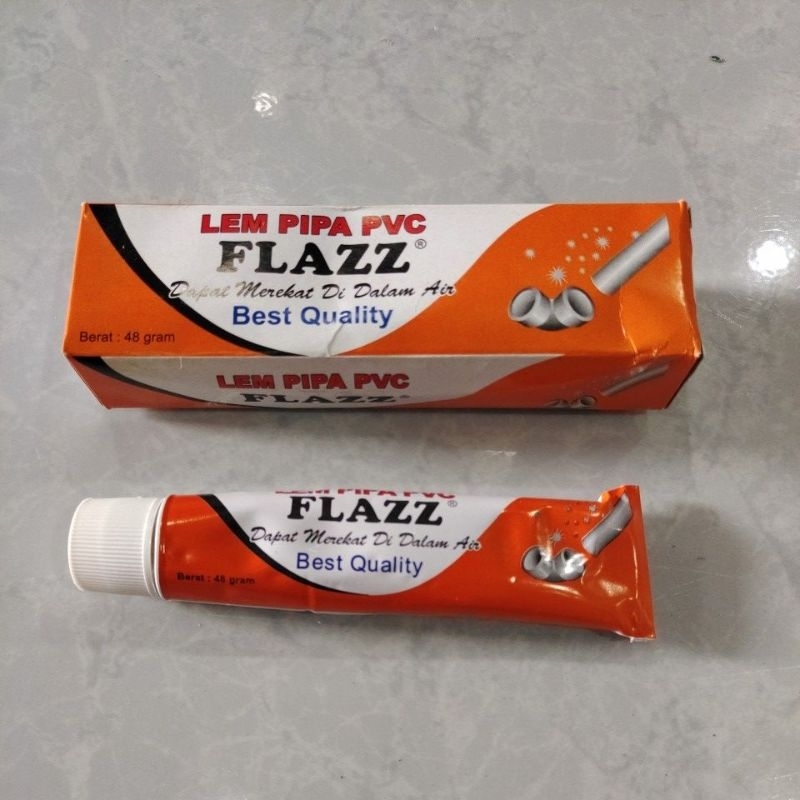 LEM PIPA PVC
FLAZZ®
Dapat Merekat Di Dalam Air
Best Quality
Berat : 48 gram
LEM PIPA PVC
FLAZZ®
LEM PIPA PVC
FLAZZ®
Dapat Merekat Di Dalam Air
Best Quality
Berat : 48 gram